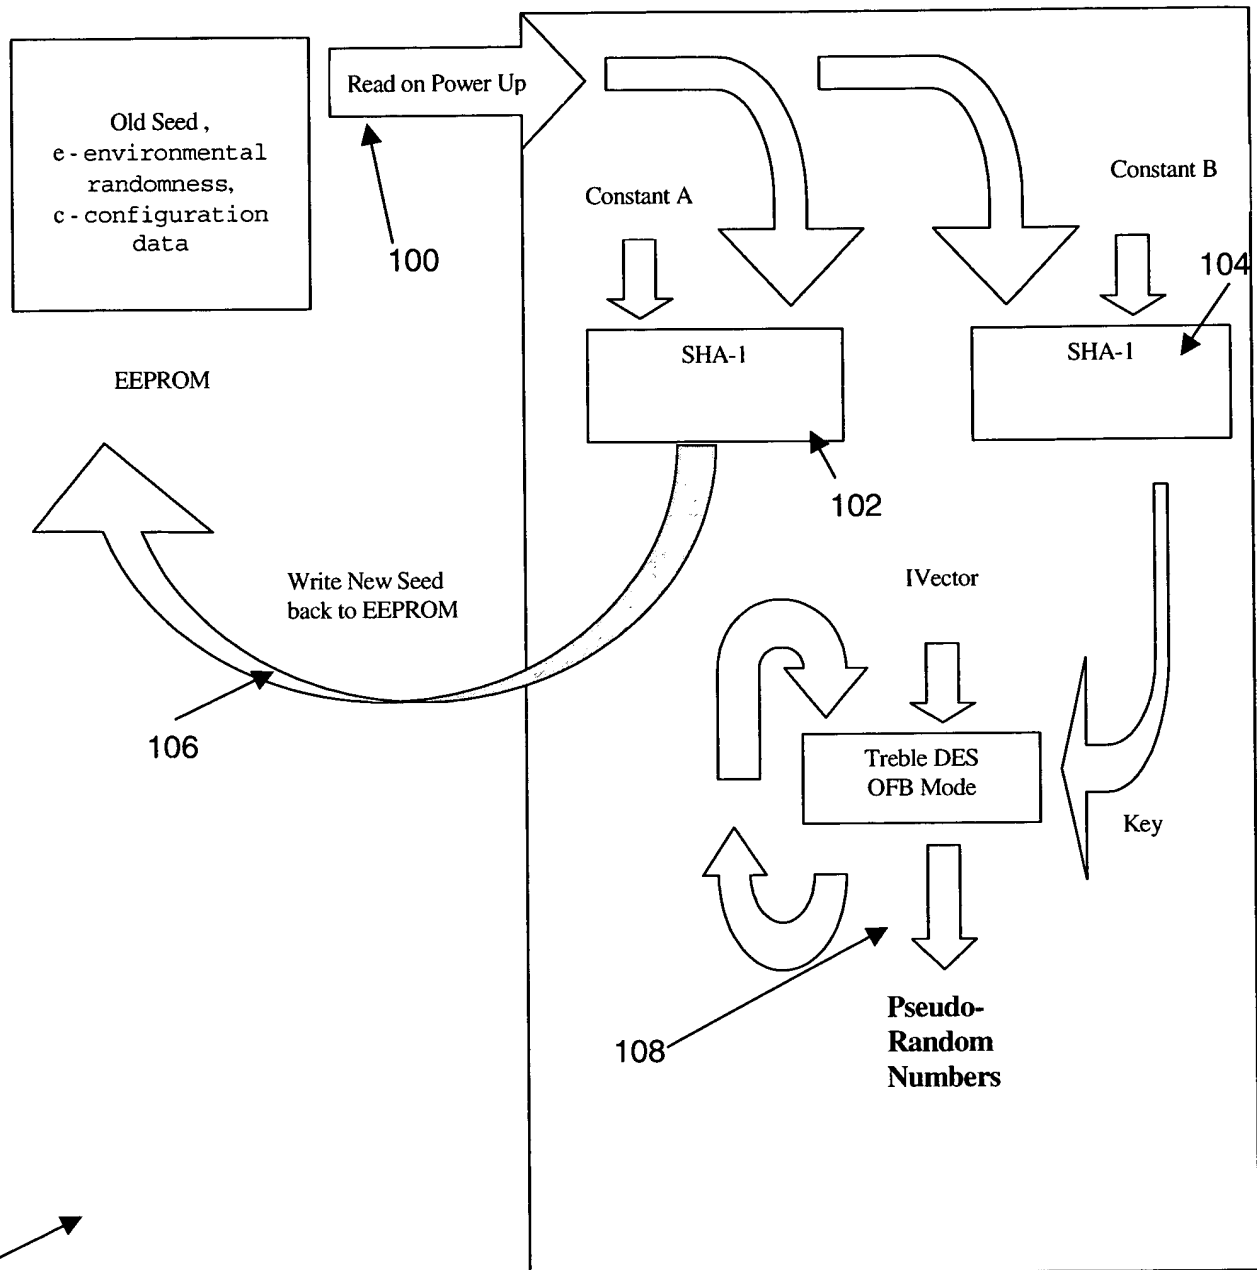 Old Seed ,
e - environmental
randomness,
c - configuration
data
Read on Power Up
100
Constant A
Constant B
104
SHA-1
SHA-1
EEPROM
102
Write New Seed
back to EEPROM
106
IVector
Treble DES
OFB Mode
Key
108
Pseudo-
Random
Numbers